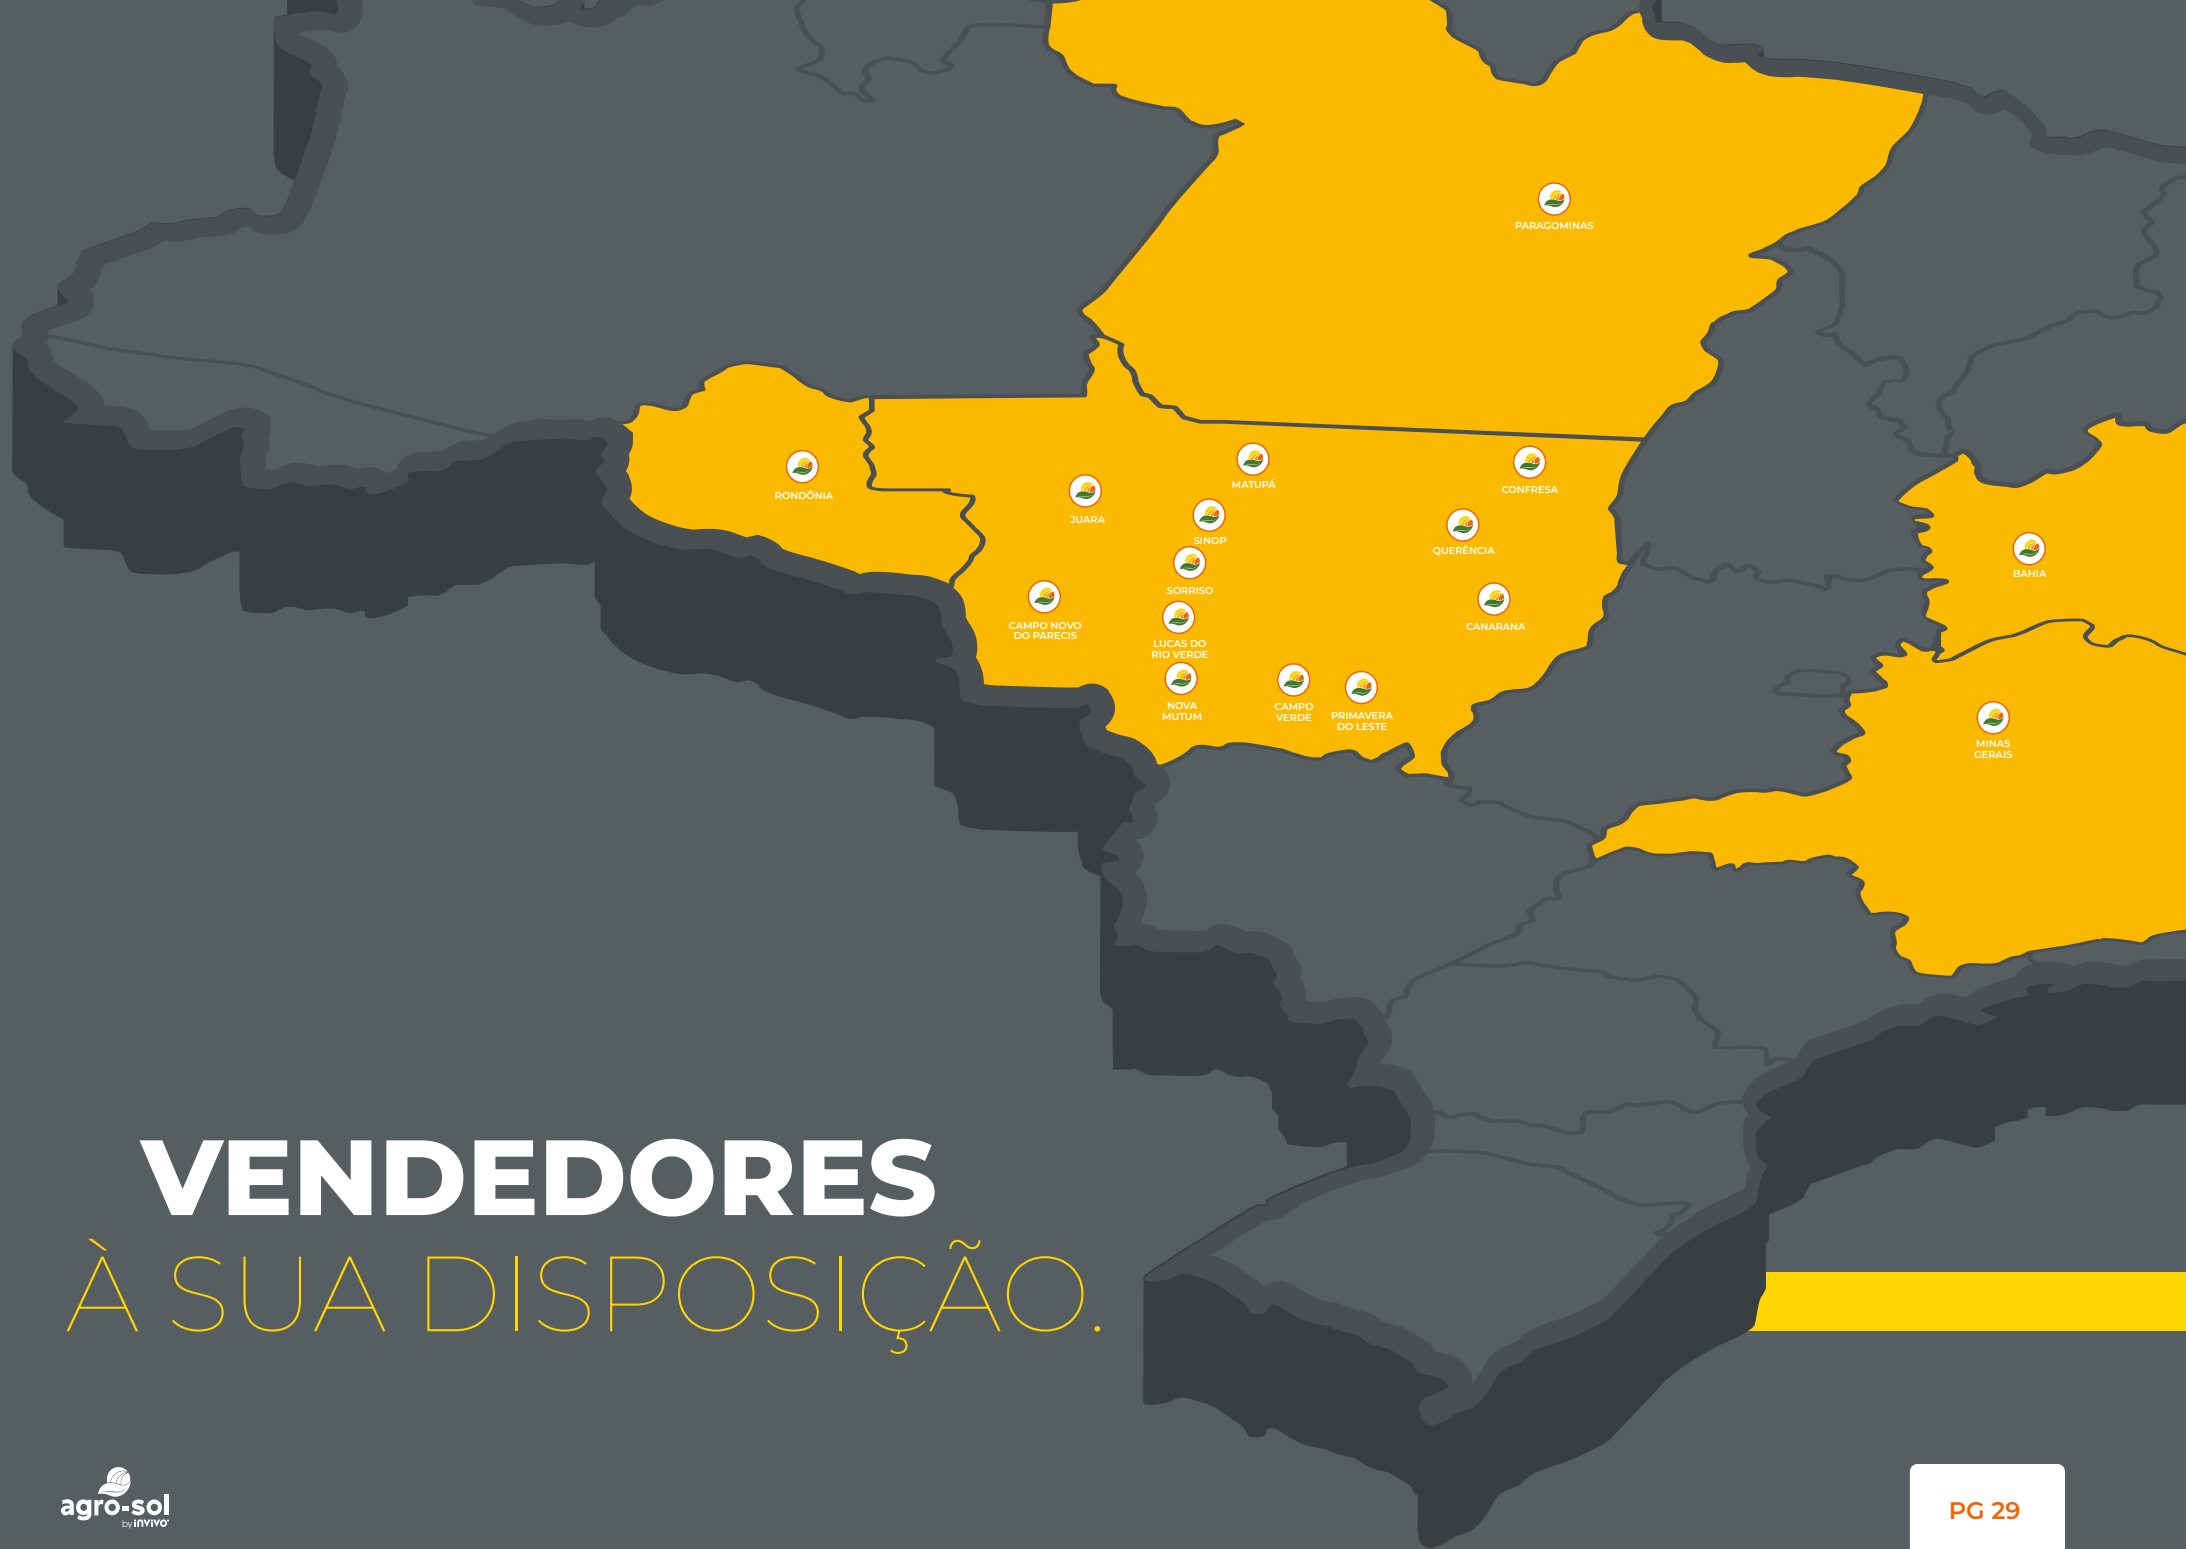 PARAGOMINAS
MATUPÁ
CONFRESA
RONDÔNIA
JUARA
SINOP
QUERÊNCIA
BAHIA
SORRISO
CAMPO NOVO
DO PARECIS
CANARANA
LUCAS DO
RIO VERDE
NOVA
MUTUM
CAMPO
VERDE
PRIMAVERA
DO LESTE
MINAS
GERAIS
VENDEDORES
À SUA DISPOSIÇÃO.
agro-sol
by inVivo
PG 29